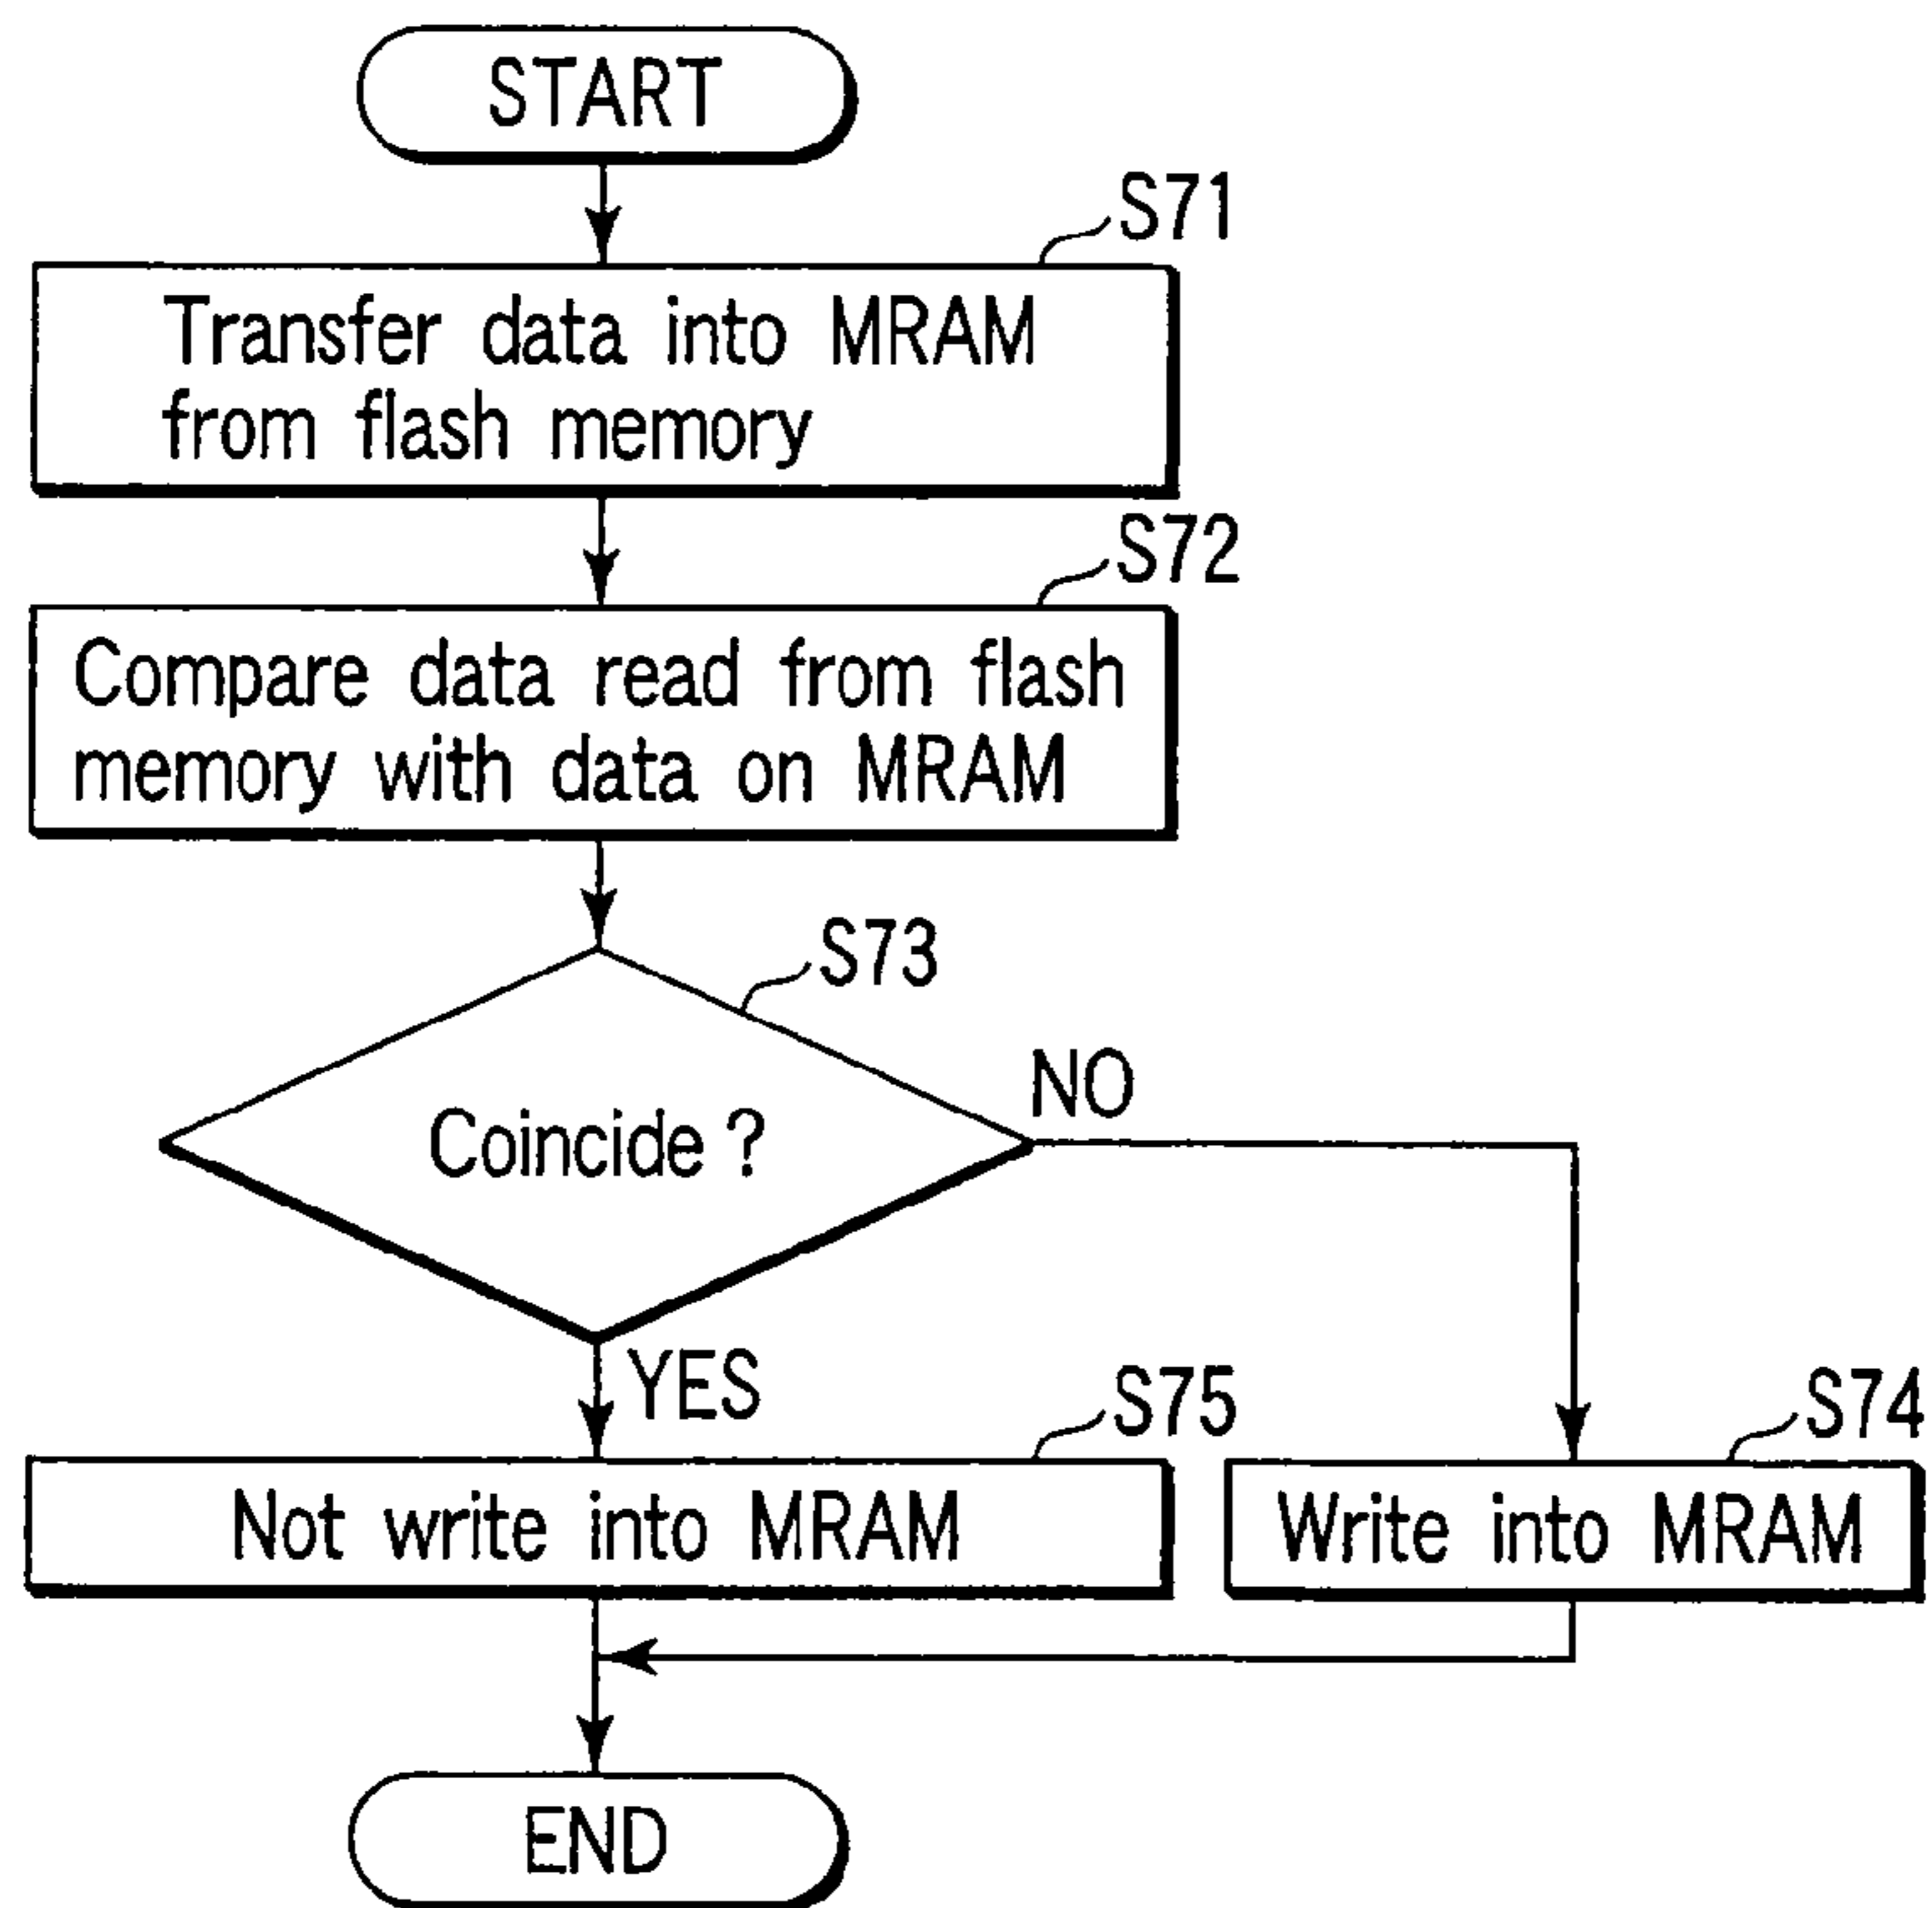 START
S71
Transfer data into MRAM
from flash memory
S72
Compare data read from flash
memory with data on MRAM
S73
Coincide ?
NO
YES
S75
S74
Not write into MRAM
Write into MRAM
END